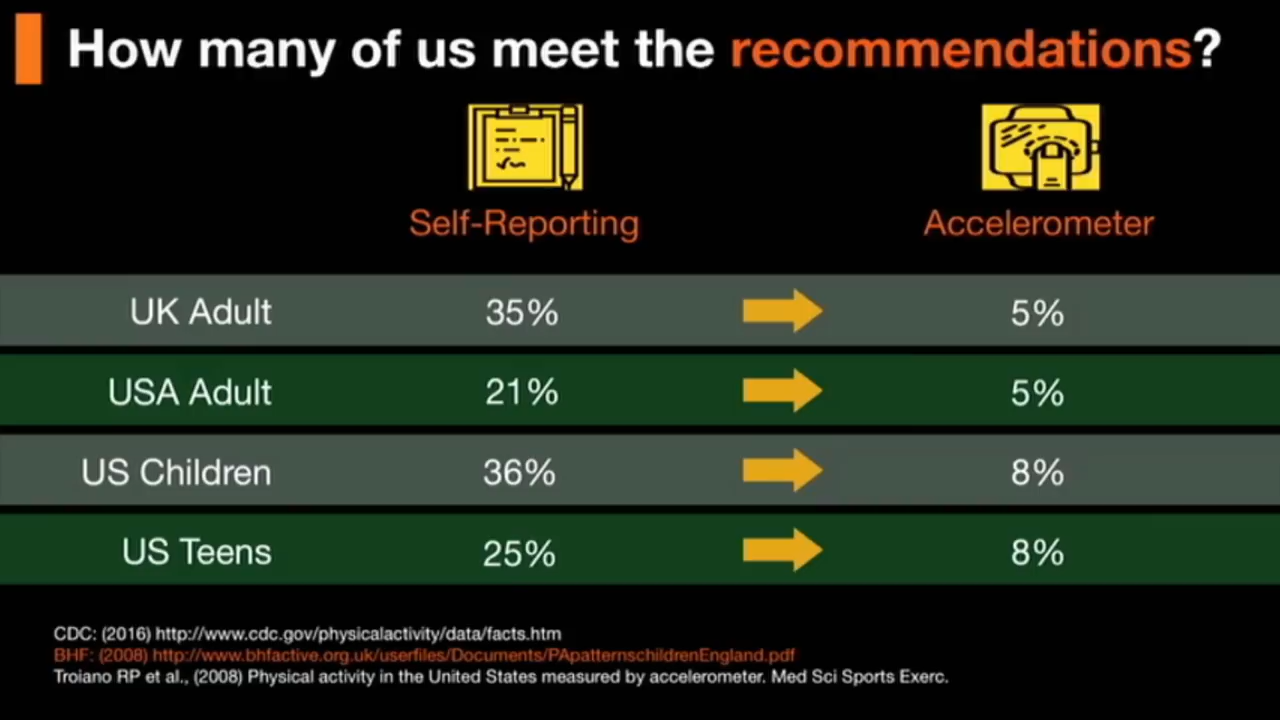 How many of us meet the recommendations?
Self-Reporting Accelerometer
UK Adult 35% 5%
USA Adult 21% 5%
US Children 36% 8%
US Teens 25% 8%
CDC: (2016) http://www.cdc.gov/physicalactivity/data/facts.htm
BHF: (2008) http://www.bhfactive.org.uk/userfiles/Documents/PApatternschildrenEngland.pdf
Troiano RP et al., (2008) Physical activity in the United States measured by accelerometer. Med Sci Sports Exerc.